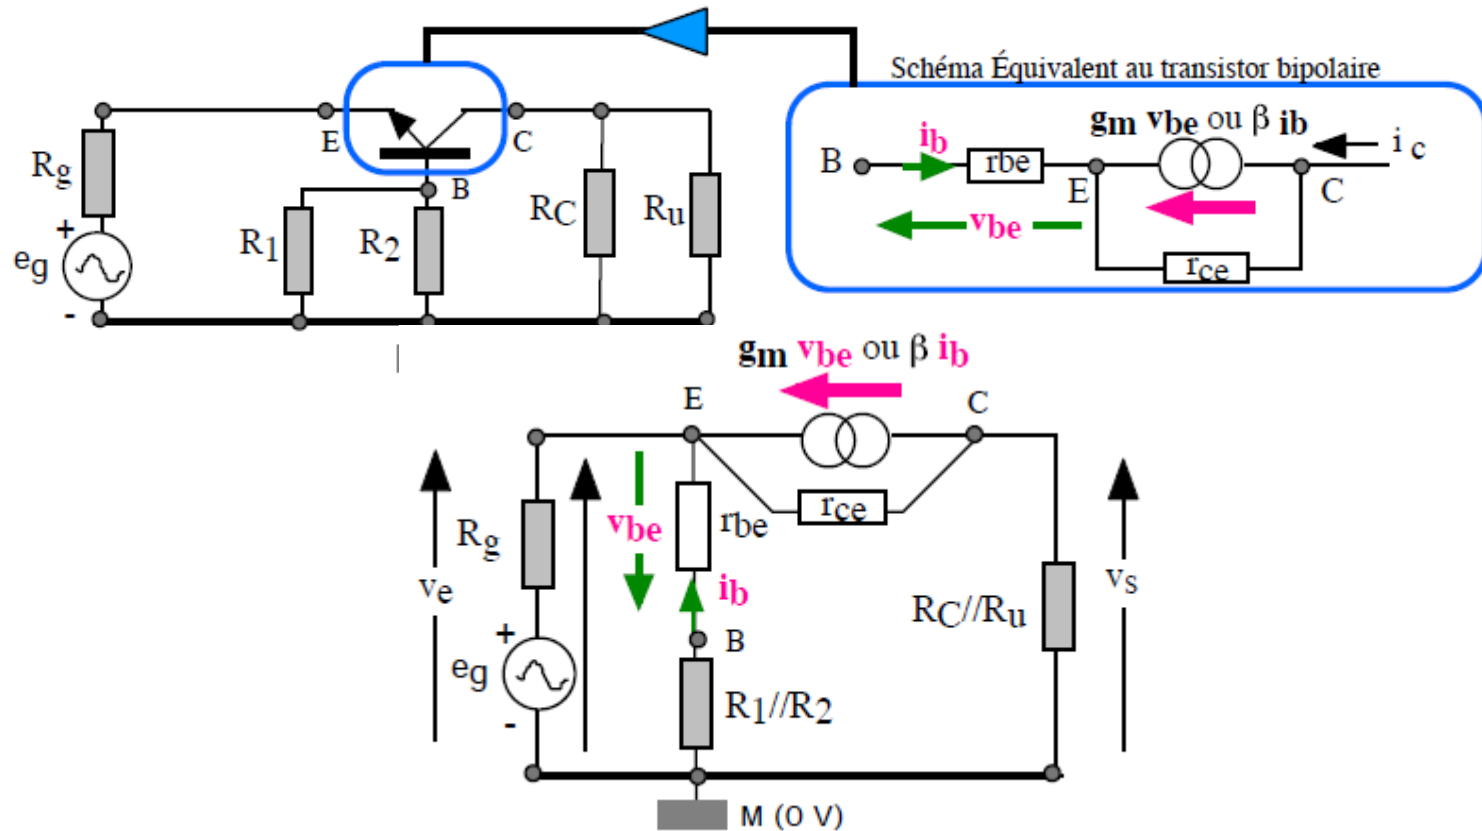 Schéma Équivalent au transistor bipolaire
gm vbe ou β ib
ib
i c
B
rbe
E
C
vbe
rce
E
C
B
Rg
R1
R2
RC
Ru
+
eg
-
gm vbe ou β ib
E
C
rce
vbe
rbe
Rg
ve
ib
vs
RC//Ru
+
B
eg
R1//R2
-
M (0 V)